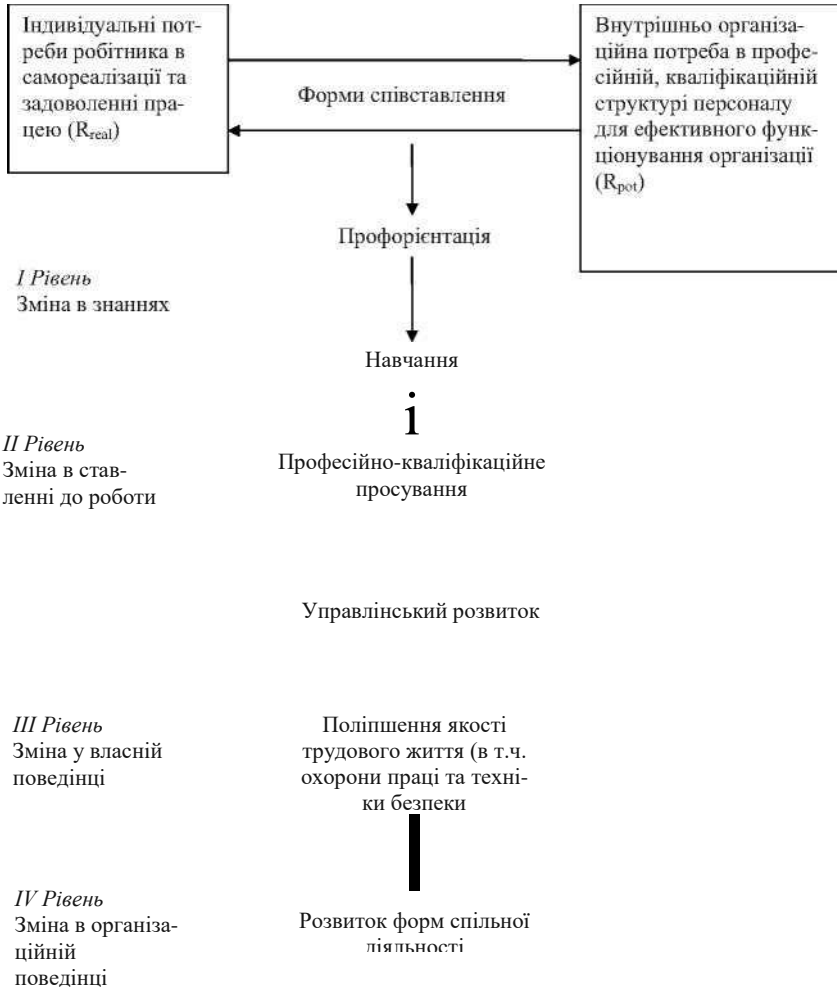 Індивідуальні пот-
реби робітника в
самореалізації та
задоволенні пра-
цею (Rreal)
Форми співставлення
Внутрішньо організа-
ційна потреба в профе-
сійній, кваліфікаційній
структурі персоналу
для ефективного функ-
ціонування організації
(Rpot)
Профорієнтація
I Рівень
Зміна в знаннях
Навчання
і
II Рівень
Зміна в став-
ленні до роботи
Професійно-кваліфікаційне
просування
Управлінський розвиток
III Рівень
Зміна у власній
поведінці
Поліпшення якості
трудового життя (в т.ч.
охорони праці та техні-
ки безпеки
IV Рівень
Зміна в організа-
ційній
поведінці
Розвиток форм спільної
діяльності